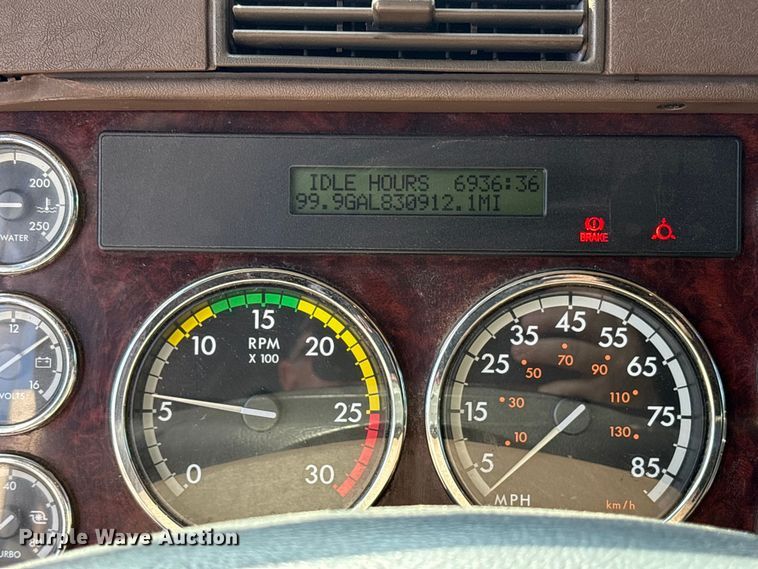 IDLE HOURS 6936:36
99.9GAL830912.1MI
BRAKE
200
250
WATER
12
16
VOLTS
40
80
URBO
0
5
10
15
20
25
30
RPM
X 100
5
15
25
35
45
55
65
75
85
10
30
50
70
90
110
130
MPH
km/h
Purple Wave Auction